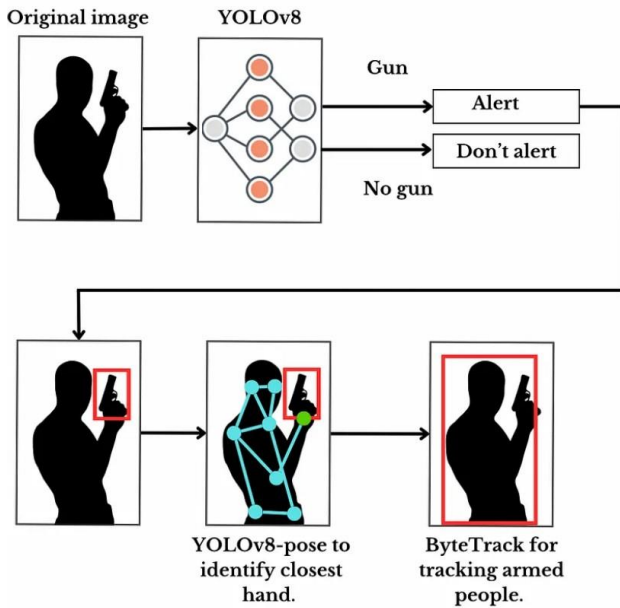 Original image
YOLOv8
Gun
Alert
Don't alert
No gun
YOLOv8-pose to
identify closest
hand.
ByteTrack for
tracking armed
people.